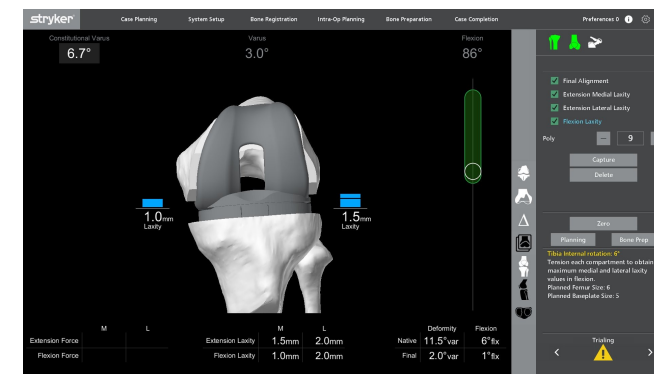 stryker
Case Planning
System Setup
Bone Registration
Intra-Op Planning
Bone Preparation
Case Completion
Preferences 0
Constitutional Varus
6.7°
Varus
3.0°
Flexion
86°
Final Alignment
Extension Medial Laxity
Extension Lateral Laxity
Flexion Laxity
Poly
9
Capture
Delete
1.0mm
Laxity
1.5mm
Laxity
Zero
Planning
Bone Prep
Tibia Internal rotation: 6°
Tension each compartment to obtain
maximum medial and lateral laxity
values in flexion.
Planned Femur Size: 6
Planned Baseplate Size: 5
M L
Extension Force
Flexion Force
M L
Extension Laxity 1.5mm 2.0mm
Flexion Laxity 1.0mm 2.0mm
Deformity Flexion
Native 11.5°var 6°flx
Final 2.0°var 1°flx
Trialing